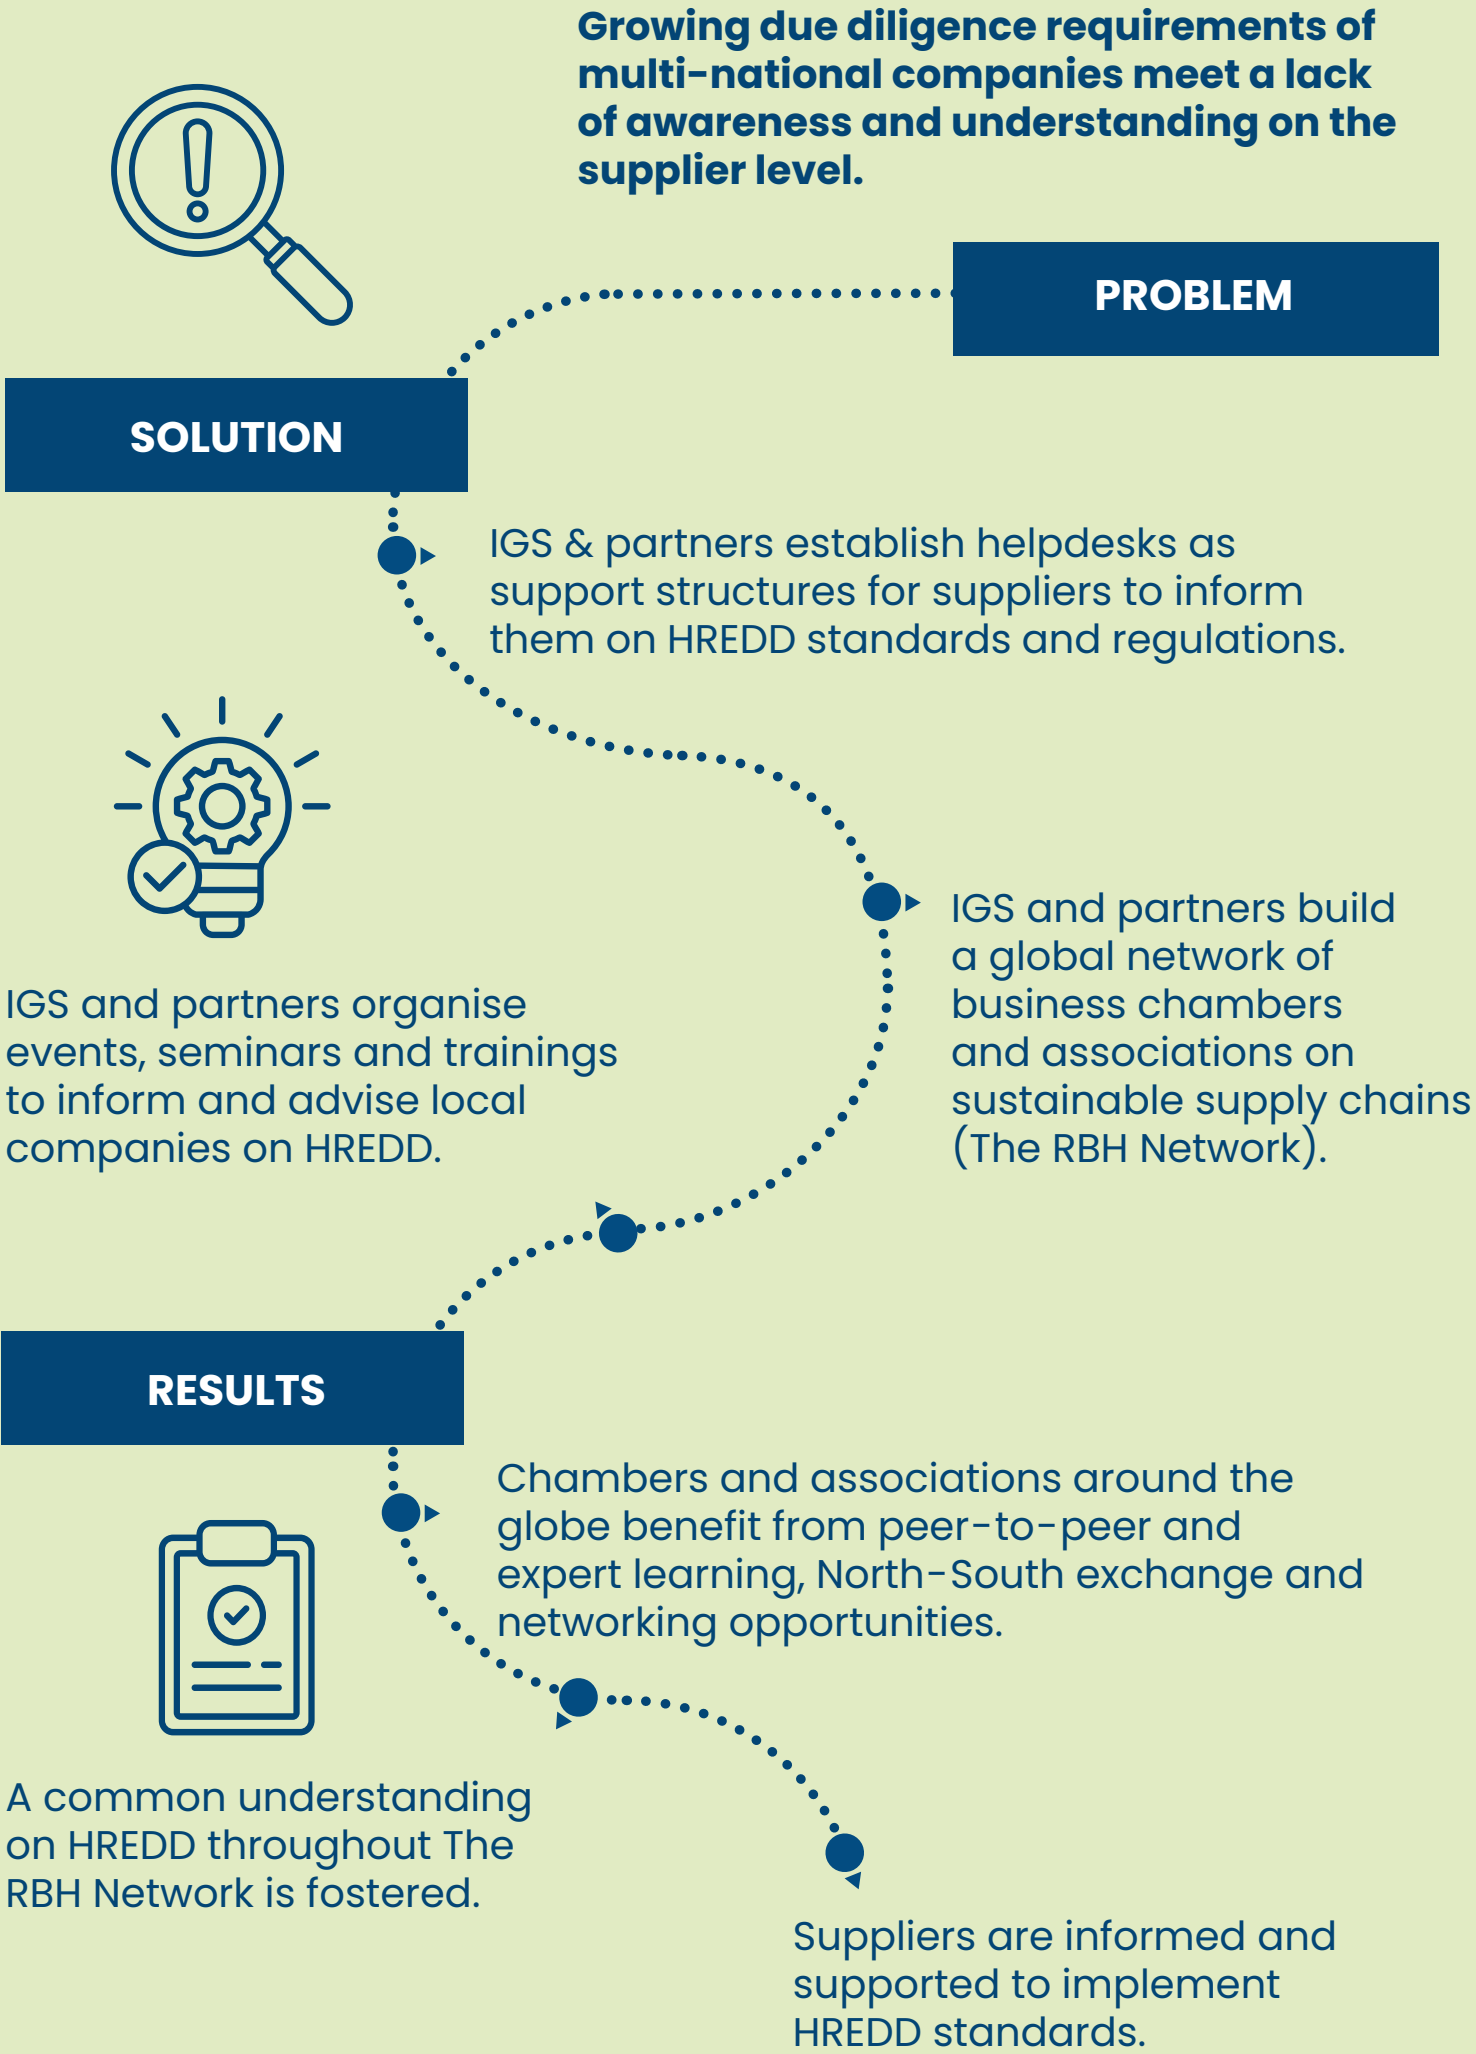 Growing due diligence requirements of
multi-national companies meet a lack
of awareness and understanding on the
supplier level.
PROBLEM
SOLUTION
IGS & partners establish helpdesks as
support structures for suppliers to inform
them on HREDD standards and regulations.
IGS and partners build
a global network of
business chambers
and associations on
sustainable supply chains
(The RBH Network).
IGS and partners organise
events, seminars and trainings
to inform and advise local
companies on HREDD.
RESULTS
Chambers and associations around the
globe benefit from peer-to-peer and
expert learning, North-South exchange and
networking opportunities.
A common understanding
on HREDD throughout The
RBH Network is fostered.
Suppliers are informed and
supported to implement
HREDD standards.